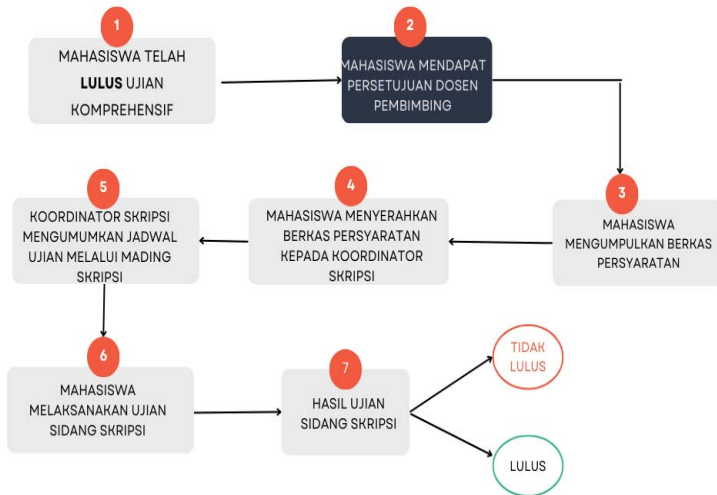 1
MAHASISWA TELAH
LULUS UJIAN
KOMPREHENSIF
2
MAHASISWA MENDAPAT
PERSETUJUAN DOSEN
PEMBIMBING
3
MAHASISWA
MENGUMPULKAN BERKAS
PERSYARATAN
4
MAHASISWA MENYERAHKAN
BERKAS PERSYARATAN
KEPADA KOORDINATOR
SKRIPSI
5
KOORDINATOR SKRIPSI
MENGUMUMKAN JADWAL
UJIAN MELALUI MADING
SKRIPSI
6
MAHASISWA
MELAKSANAKAN UJIAN
SIDANG SKRIPSI
7
HASIL UJIAN
SIDANG SKRIPSI
TIDAK
LULUS
LULUS